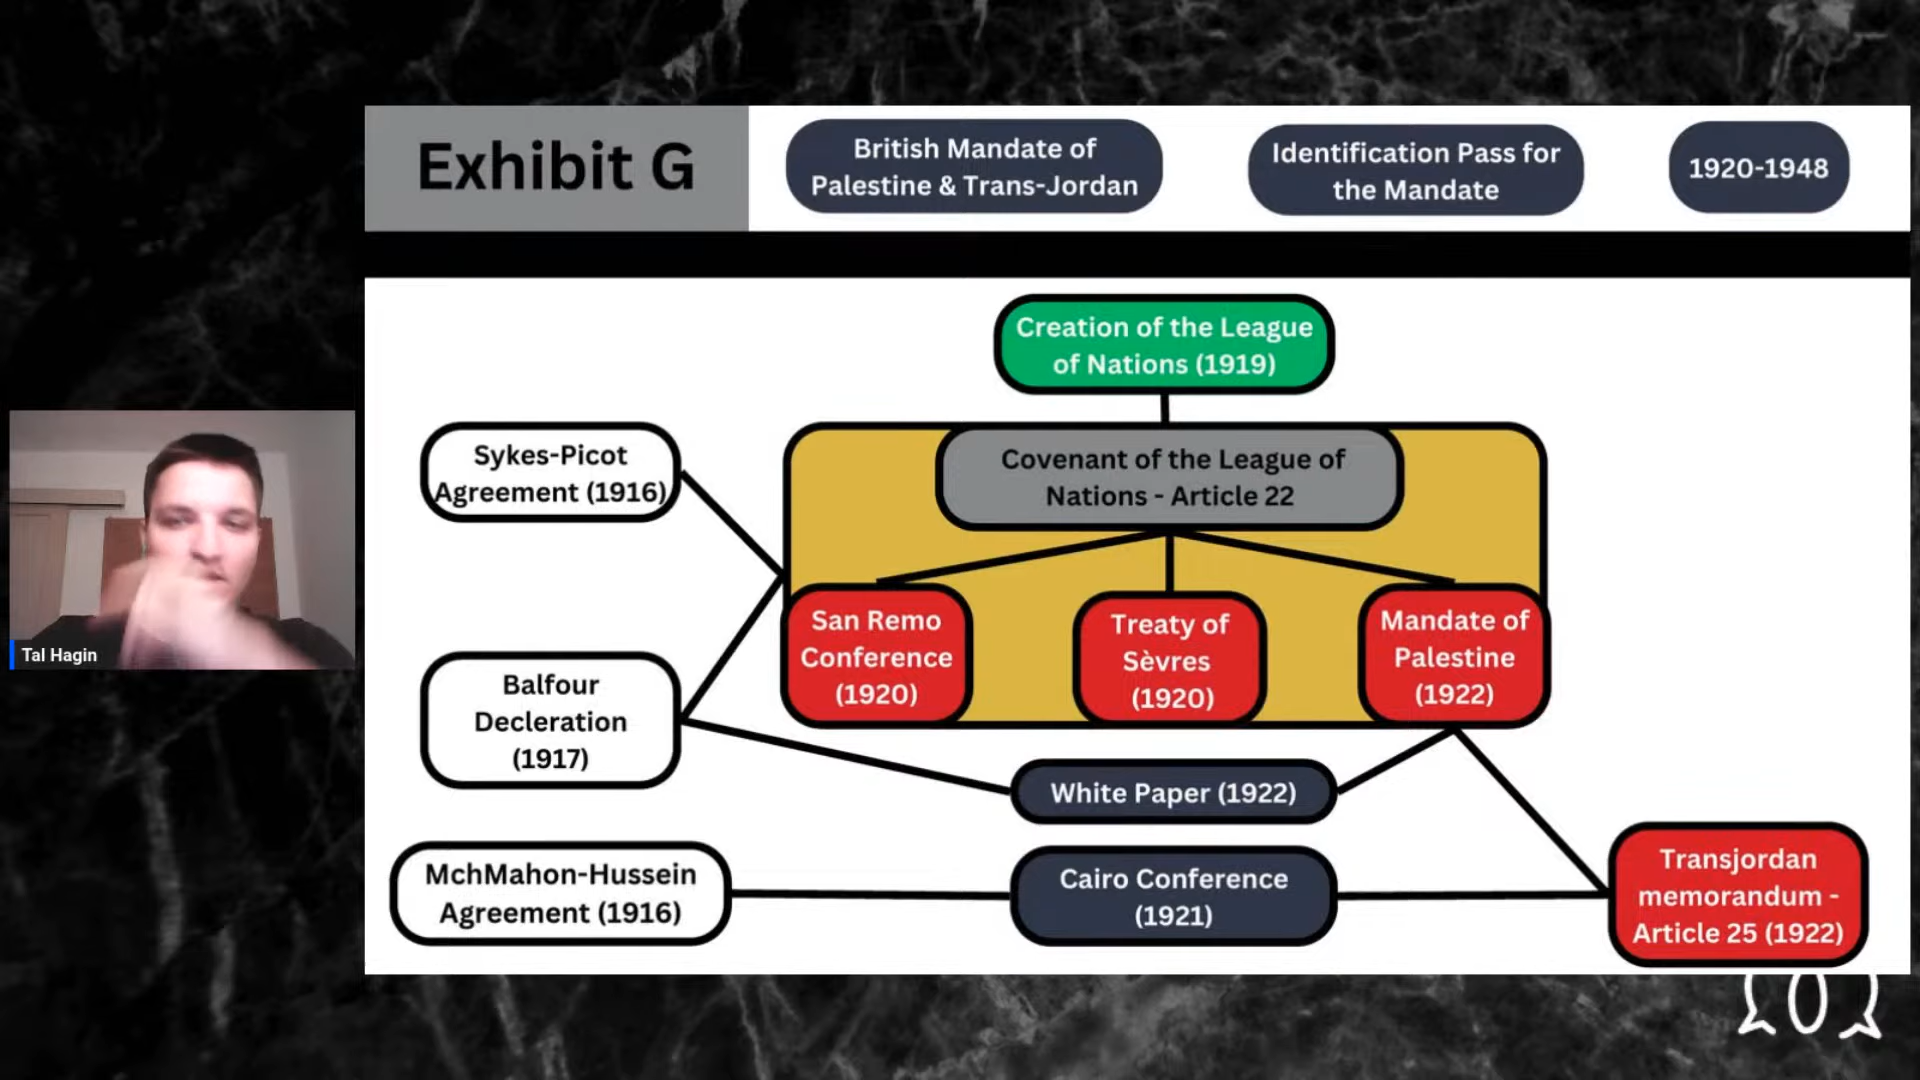 Exhibit G
British Mandate of
Palestine & Trans-Jordan
Identification Pass for
the Mandate
1920-1948
Creation of the League
of Nations (1919)
Sykes-Picot
Agreement (1916)
Covenant of the League of
Nations - Article 22
San Remo
Conference
(1920)
Treaty of
Sèvres
(1920)
Mandate of
Palestine
(1922)
Balfour
Decleration
(1917)
White Paper (1922)
MchMahon-Hussein
Agreement (1916)
Cairo Conference
(1921)
Transjordan
memorandum -
Article 25 (1922)
Tal Hagin